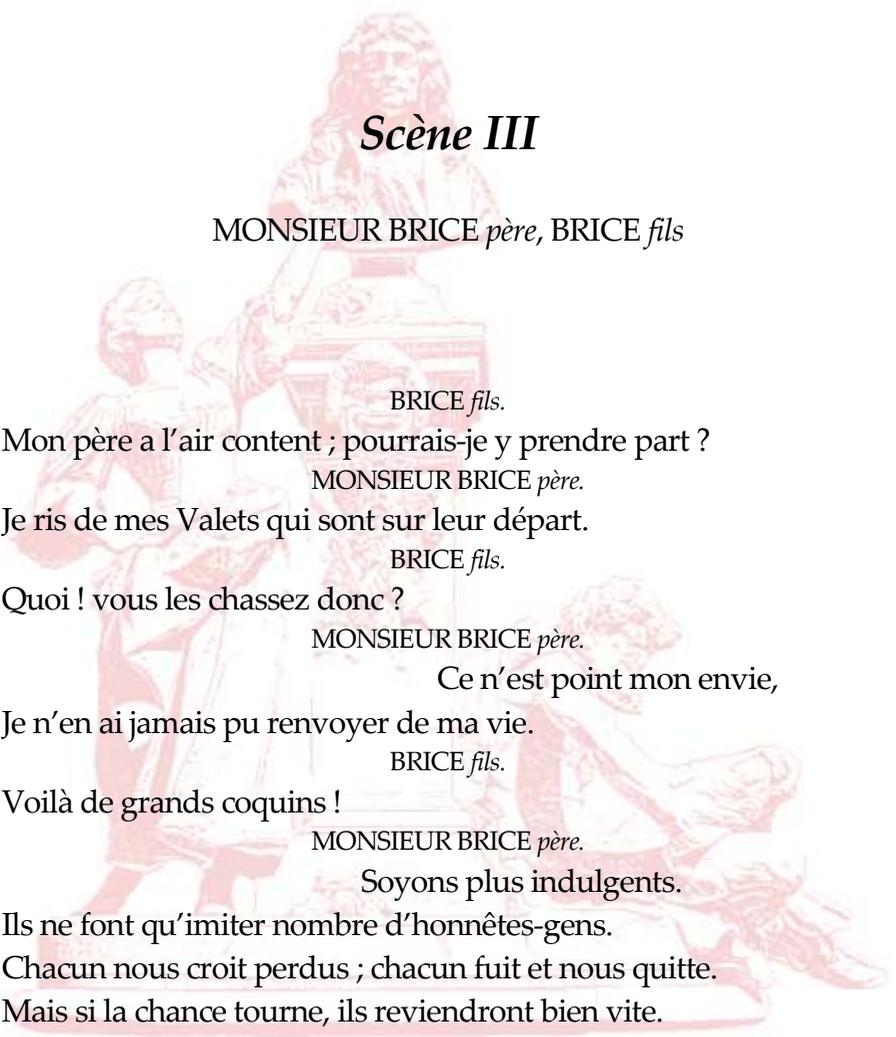 Scène III
MONSIEUR BRICE père, BRICE fils
BRICE fils.
Mon père a l’air content ; pourrais-je y prendre part ?
MONSIEUR BRICE père.
Je ris de mes Valets qui sont sur leur départ.
BRICE fils.
Quoi ! vous les chassez donc ?
MONSIEUR BRICE père.
Ce n’est point mon envie,
Je n’en ai jamais pu renvoyer de ma vie.
BRICE fils.
Voilà de grands coquins !
MONSIEUR BRICE père.
Soyons plus indulgents.
Ils ne font qu’imiter nombre d’honnêtes-gens.
Chacun nous croit perdus ; chacun fuit et nous quitte.
Mais si la chance tourne, ils reviendront bien vite.